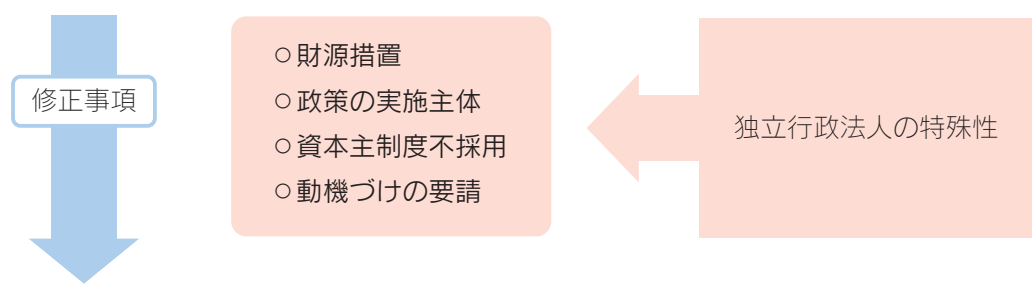 修正事項
○財源措置
○政策の実施主体
○資本主制度不採用
○動機づけの要請
独立行政法人の特殊性